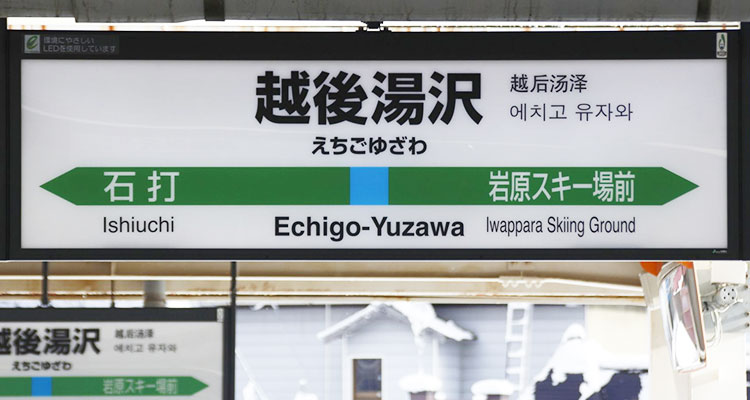 環境にやさしい
LEDを使用しています
越後湯沢
越后汤泽
에치고 유자와
えちごゆざわ
石打
岩原スキー場前
Ishiuchi
Echigo-Yuzawa
Iwappara Skiing Ground
越後湯沢
越后汤泽
에치고 유자와
えちごゆざわ
岩原スキー場前